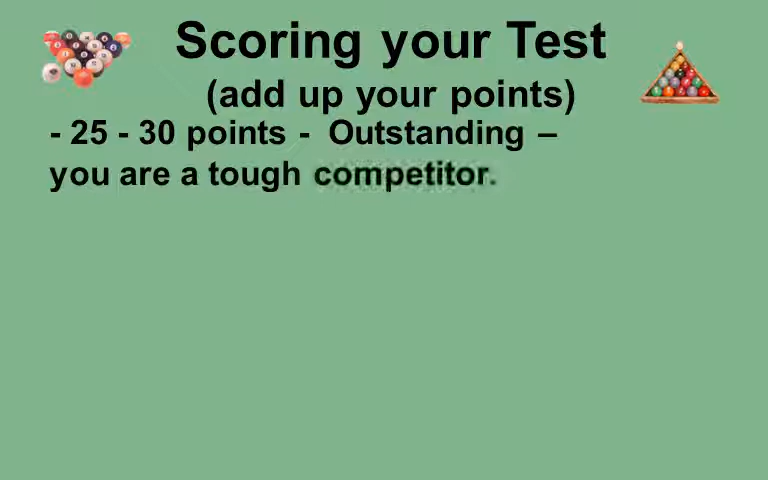 Scoring your Test
(add up your points)
- 25 - 30 points - Outstanding –
you are a tough competitor.